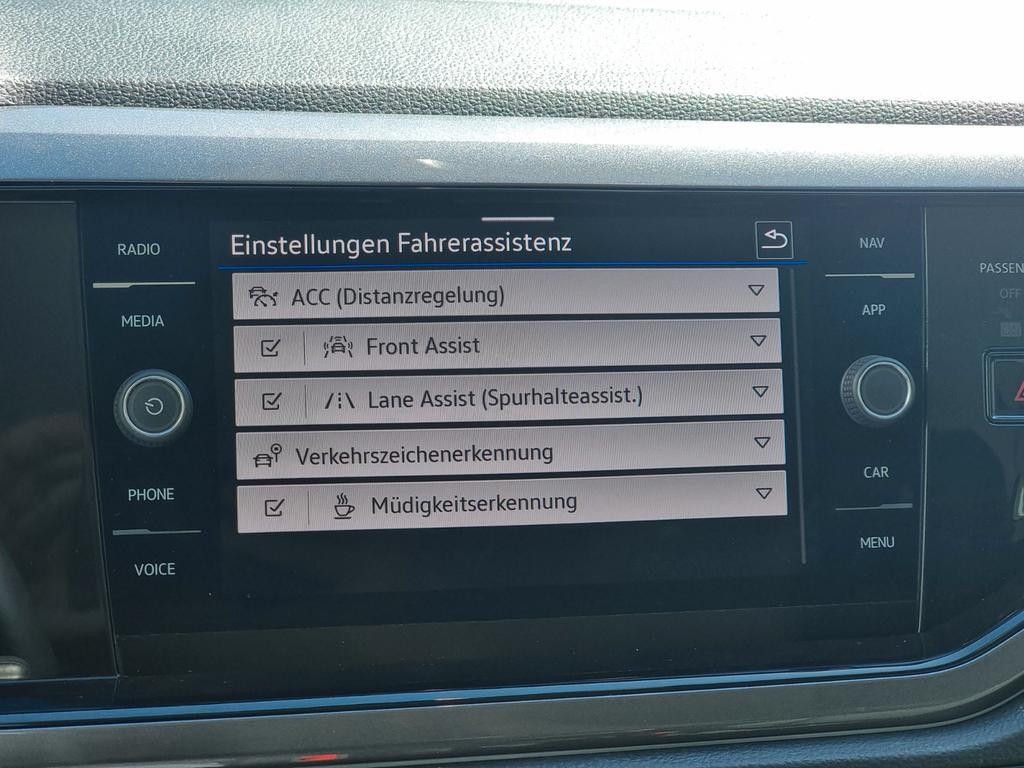 RADIO
MEDIA
PHONE
VOICE
Einstellungen Fahrerassistenz
ACC (Distanzregelung)
Front Assist
Lane Assist (Spurhalteassist.)
Verkehrszeichenerkennung
Müdigkeitserkennung
NAV
APP
CAR
MENU
OFF